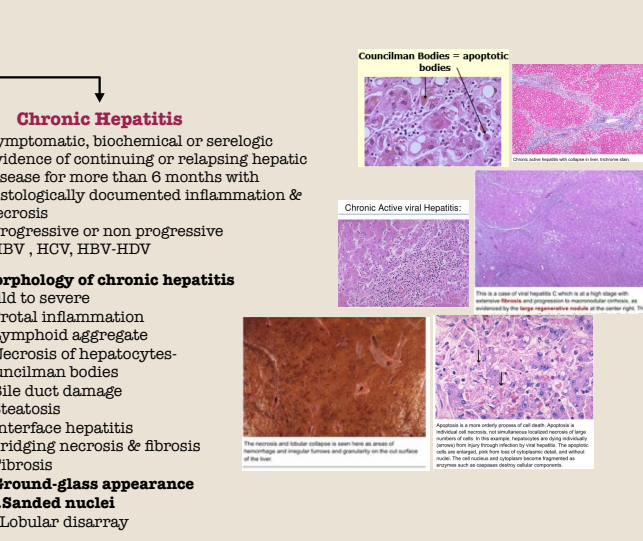 Chronic Hepatitis
ymptomatic, biochemical or serelogic
vidence of continuing or relapsing hepatic
isease for more than 6 months with
istologically documented inflammation &
ecrosis
rogressive or non progressive
IBV , HCV, HBV-HDV
orphology of chronic hepatitis
ild to severe
rotal inflammation
ymphoid aggregate
Necrosis of hepatocytes-
uncilman bodies
Bile duct damage
Steatosis
Interface hepatitis
ridging necrosis & fibrosis
Fibrosis
Ground-glass appearance
.Sanded nuclei
Lobular disarray
Councilman Bodies = apoptotic
bodies
Chronic active hepatitis with collapse in liver, trichrome stain.
Chronic Active viral Hepatitis:
This is a case of viral hepatitis C which is at a high stage with
extensive fibrosis and progression to macronodular cirrhosis, as
evidenced by the large regenerative nodule at the center right. Th
The necrosis and lobular collapse is seen here as areas of
hemorrhage and irregular furrows and granularity on the cut surface
of the liver.
Apoptosis is a more orderly process of cell death. Apoptosis is
individual cell necrosis, not simultaneous localized necrosis of large
numbers of cells. In this example, hepatocytes are dying individually
(arrows) from injury through infection by viral hepatitis. The apoptotic
cells are enlarged, pink from loss of cytoplasmic detail, and without
nuclei. The cell nucleus and cytoplasm become fragmented as
enzymes such as caspases destroy cellular components.